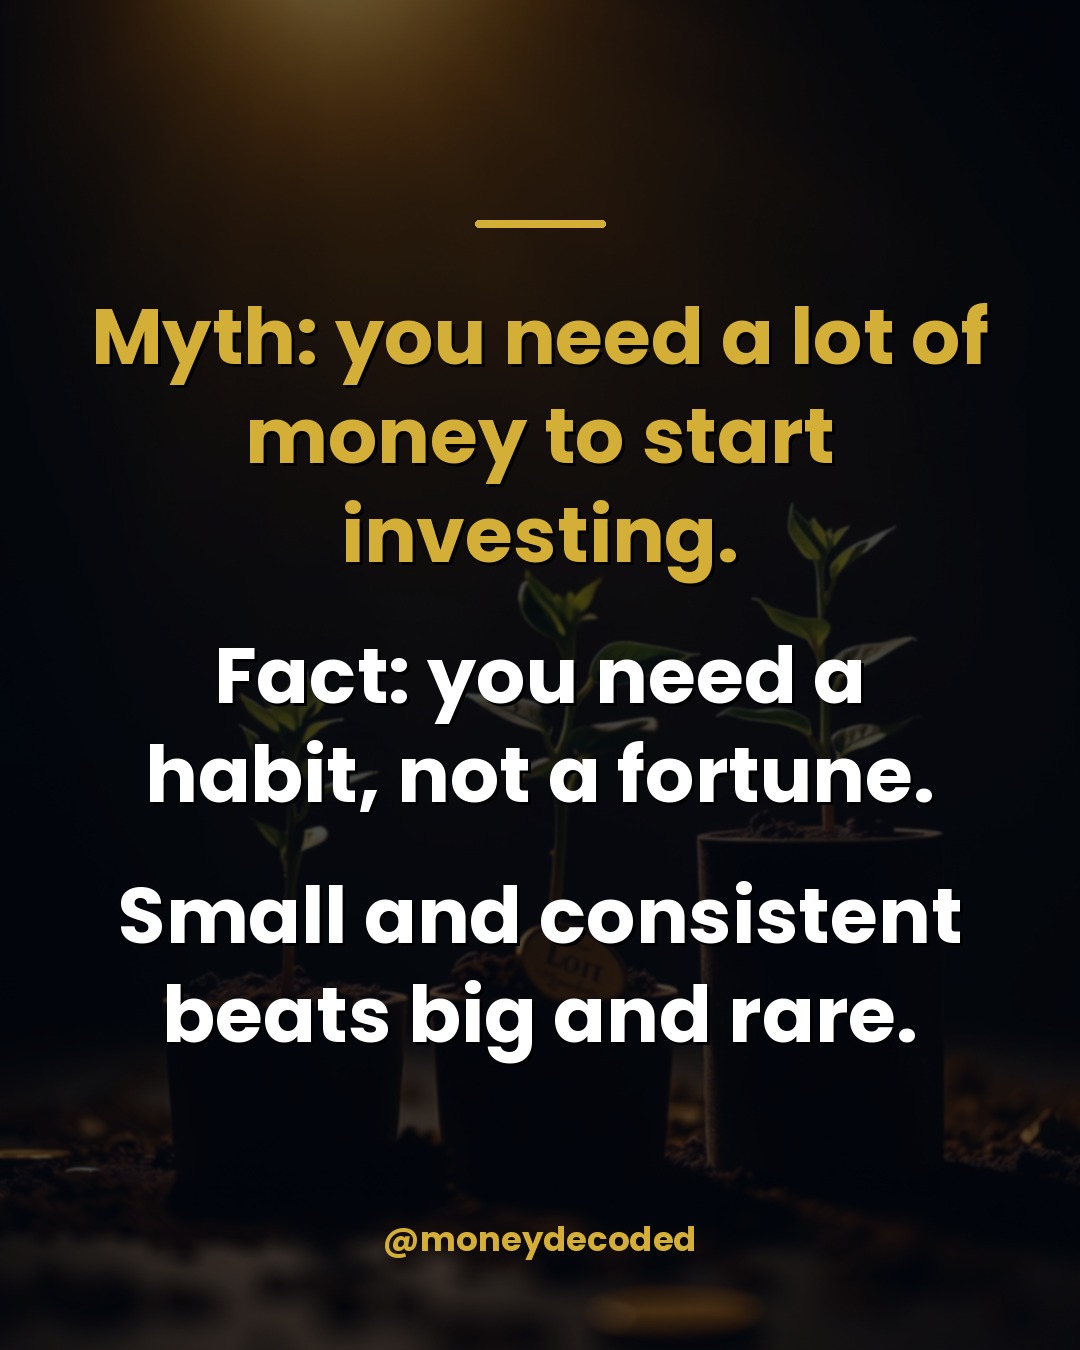 Myth: you need a lot of
money to start
investing.
Fact: you need a
habit, not a fortune.
Small and consistent
beats big and rare.
@moneydecoded